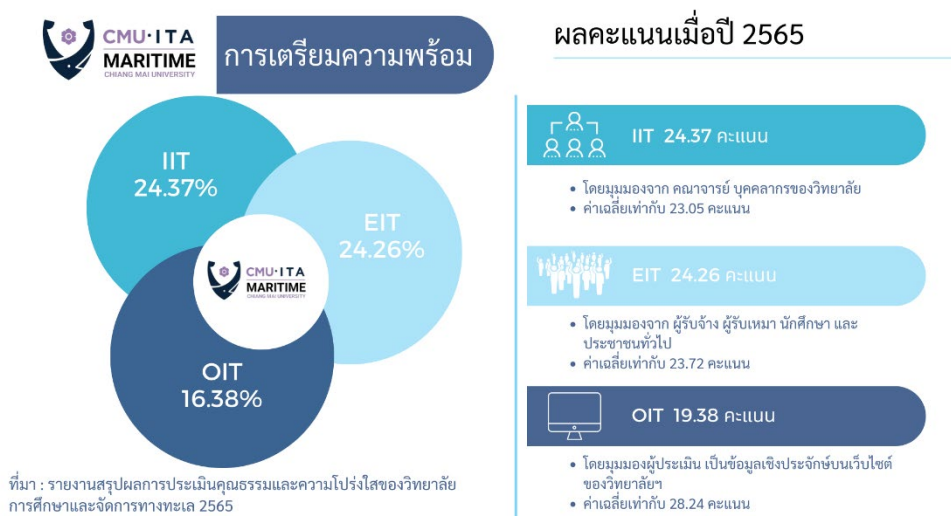 CMU·ITA
MARITIME
CHIANG MAI UNIVERSITY
การเตรียมความพร้อม
ผลคะแนนเมื่อปี 2565
IIT
24.37%
EIT
24.26%
CMU·ITA
MARITIME
CHIANG MAI UNIVERSITY
OIT
16.38%
ที่มา : รายงานสรุปผลการประเมินคุณธรรมและความโปร่งใสของวิทยาลัย
การศึกษาและจัดการทางทะเล 2565
IIT 24.37 คะแนน
• โดยมุมมองจาก คณาจารย์ บุคคลากรของวิทยาลัย
• ค่าเฉลี่ยเท่ากับ 23.05 คะแนน
EIT 24.26 คะแนน
• โดยมุมมองจาก ผู้รับจ้าง ผู้รับเหมา นักศึกษา และ
ประชาชนทั่วไป
• ค่าเฉลี่ยเท่ากับ 23.72 คะแนน
OIT 19.38 คะแนน
• โดยมุมมองผู้ประเมิน เป็นข้อมูลเชิงประจักษ์บนเว็บไซต์
ของวิทยาลัยฯ
• ค่าเฉลี่ยเท่ากับ 28.24 คะแนน